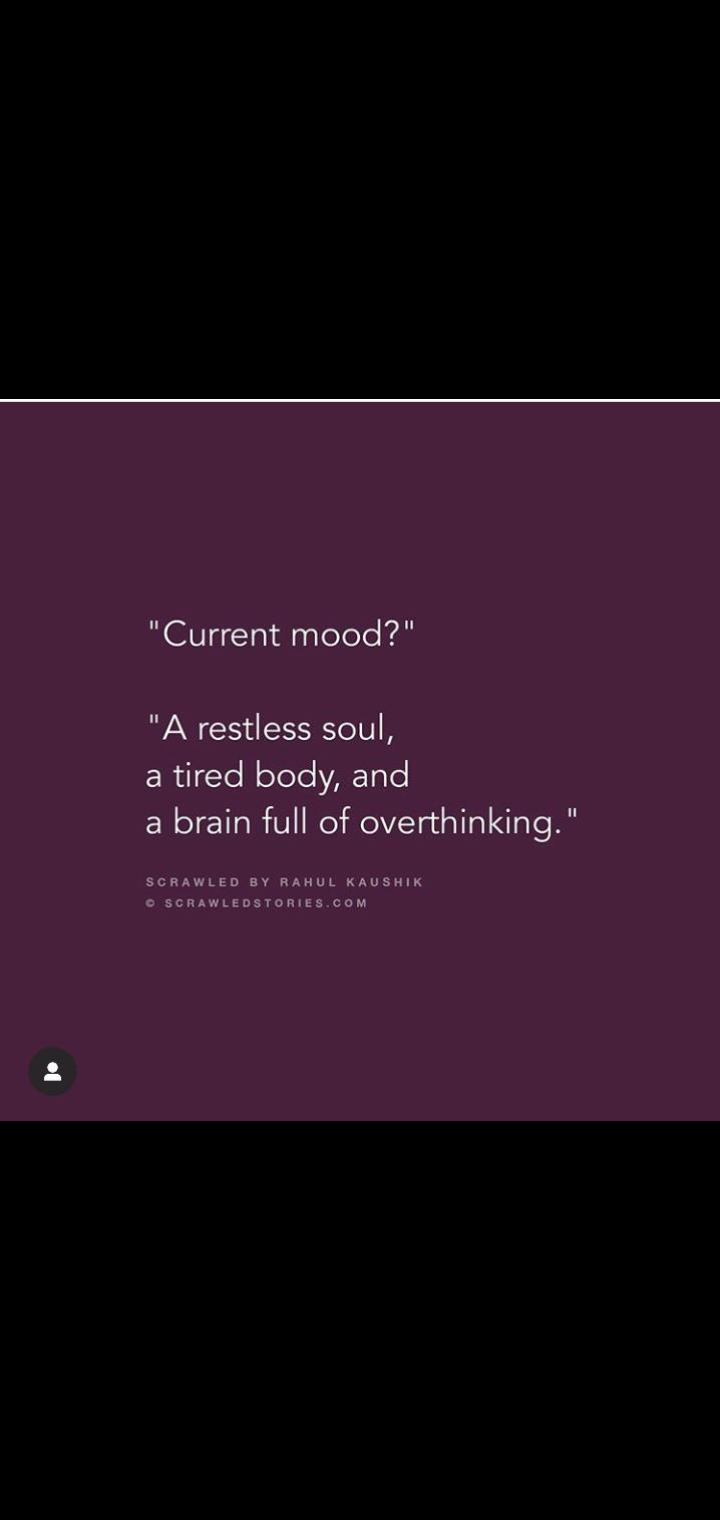 "Current mood?"
"A restless soul,
a tired body, and
a brain full of overthinking."
SCRAWLED BY RAHUL KAUSHIK
© SCRAWLEDSTORIES.COM